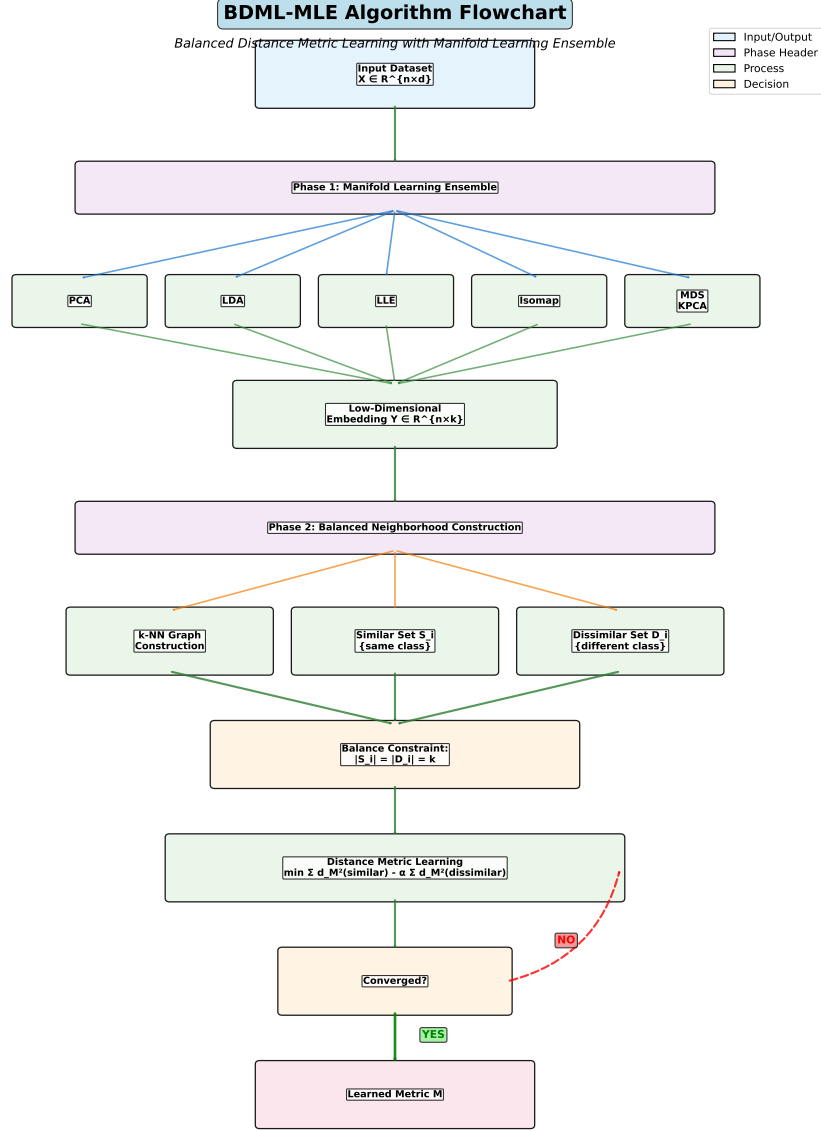 BDML-MLE Algorithm Flowchart
Balanced Distance Metric Learning with Manifold Learning Ensemble
Input/Output
Phase Header
Process
Decision
Input Dataset
X ∈ R^{n×d}
Phase 1: Manifold Learning Ensemble
PCA
LDA
LLE
Isomap
MDS
KPCA
Low-Dimensional
Embedding Y ∈ R^{n×k}
Phase 2: Balanced Neighborhood Construction
k-NN Graph
Construction
Similar Set S_i
{same class}
Dissimilar Set D_i
{different class}
Balance Constraint:
|S_i| = |D_i| = k
Distance Metric Learning
min Σ d_M²(similar) - α Σ d_M²(dissimilar)
NO
Converged?
YES
Learned Metric M